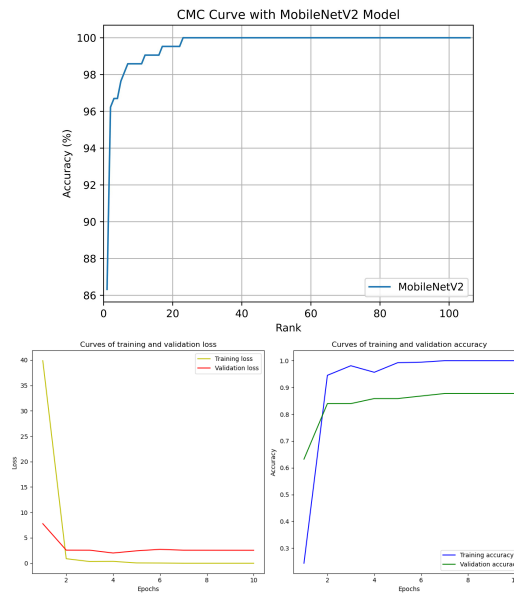 CMC Curve with MobileNetV2 Model
100
98
96
94
92
90
88
86
Accuracy (%)
0 20 40 60 80 100
Rank
MobileNetV2
Curves of training and validation loss
40
35
30
25
20
15
10
5
0
Loss
2 4 6 8 10
Epochs
Training loss
Validation loss
Curves of training and validation accuracy
1.0
0.9
0.8
0.7
0.6
0.5
0.4
0.3
Accuracy
2 4 6 8
Epochs
Training accuracy
Validation accurac